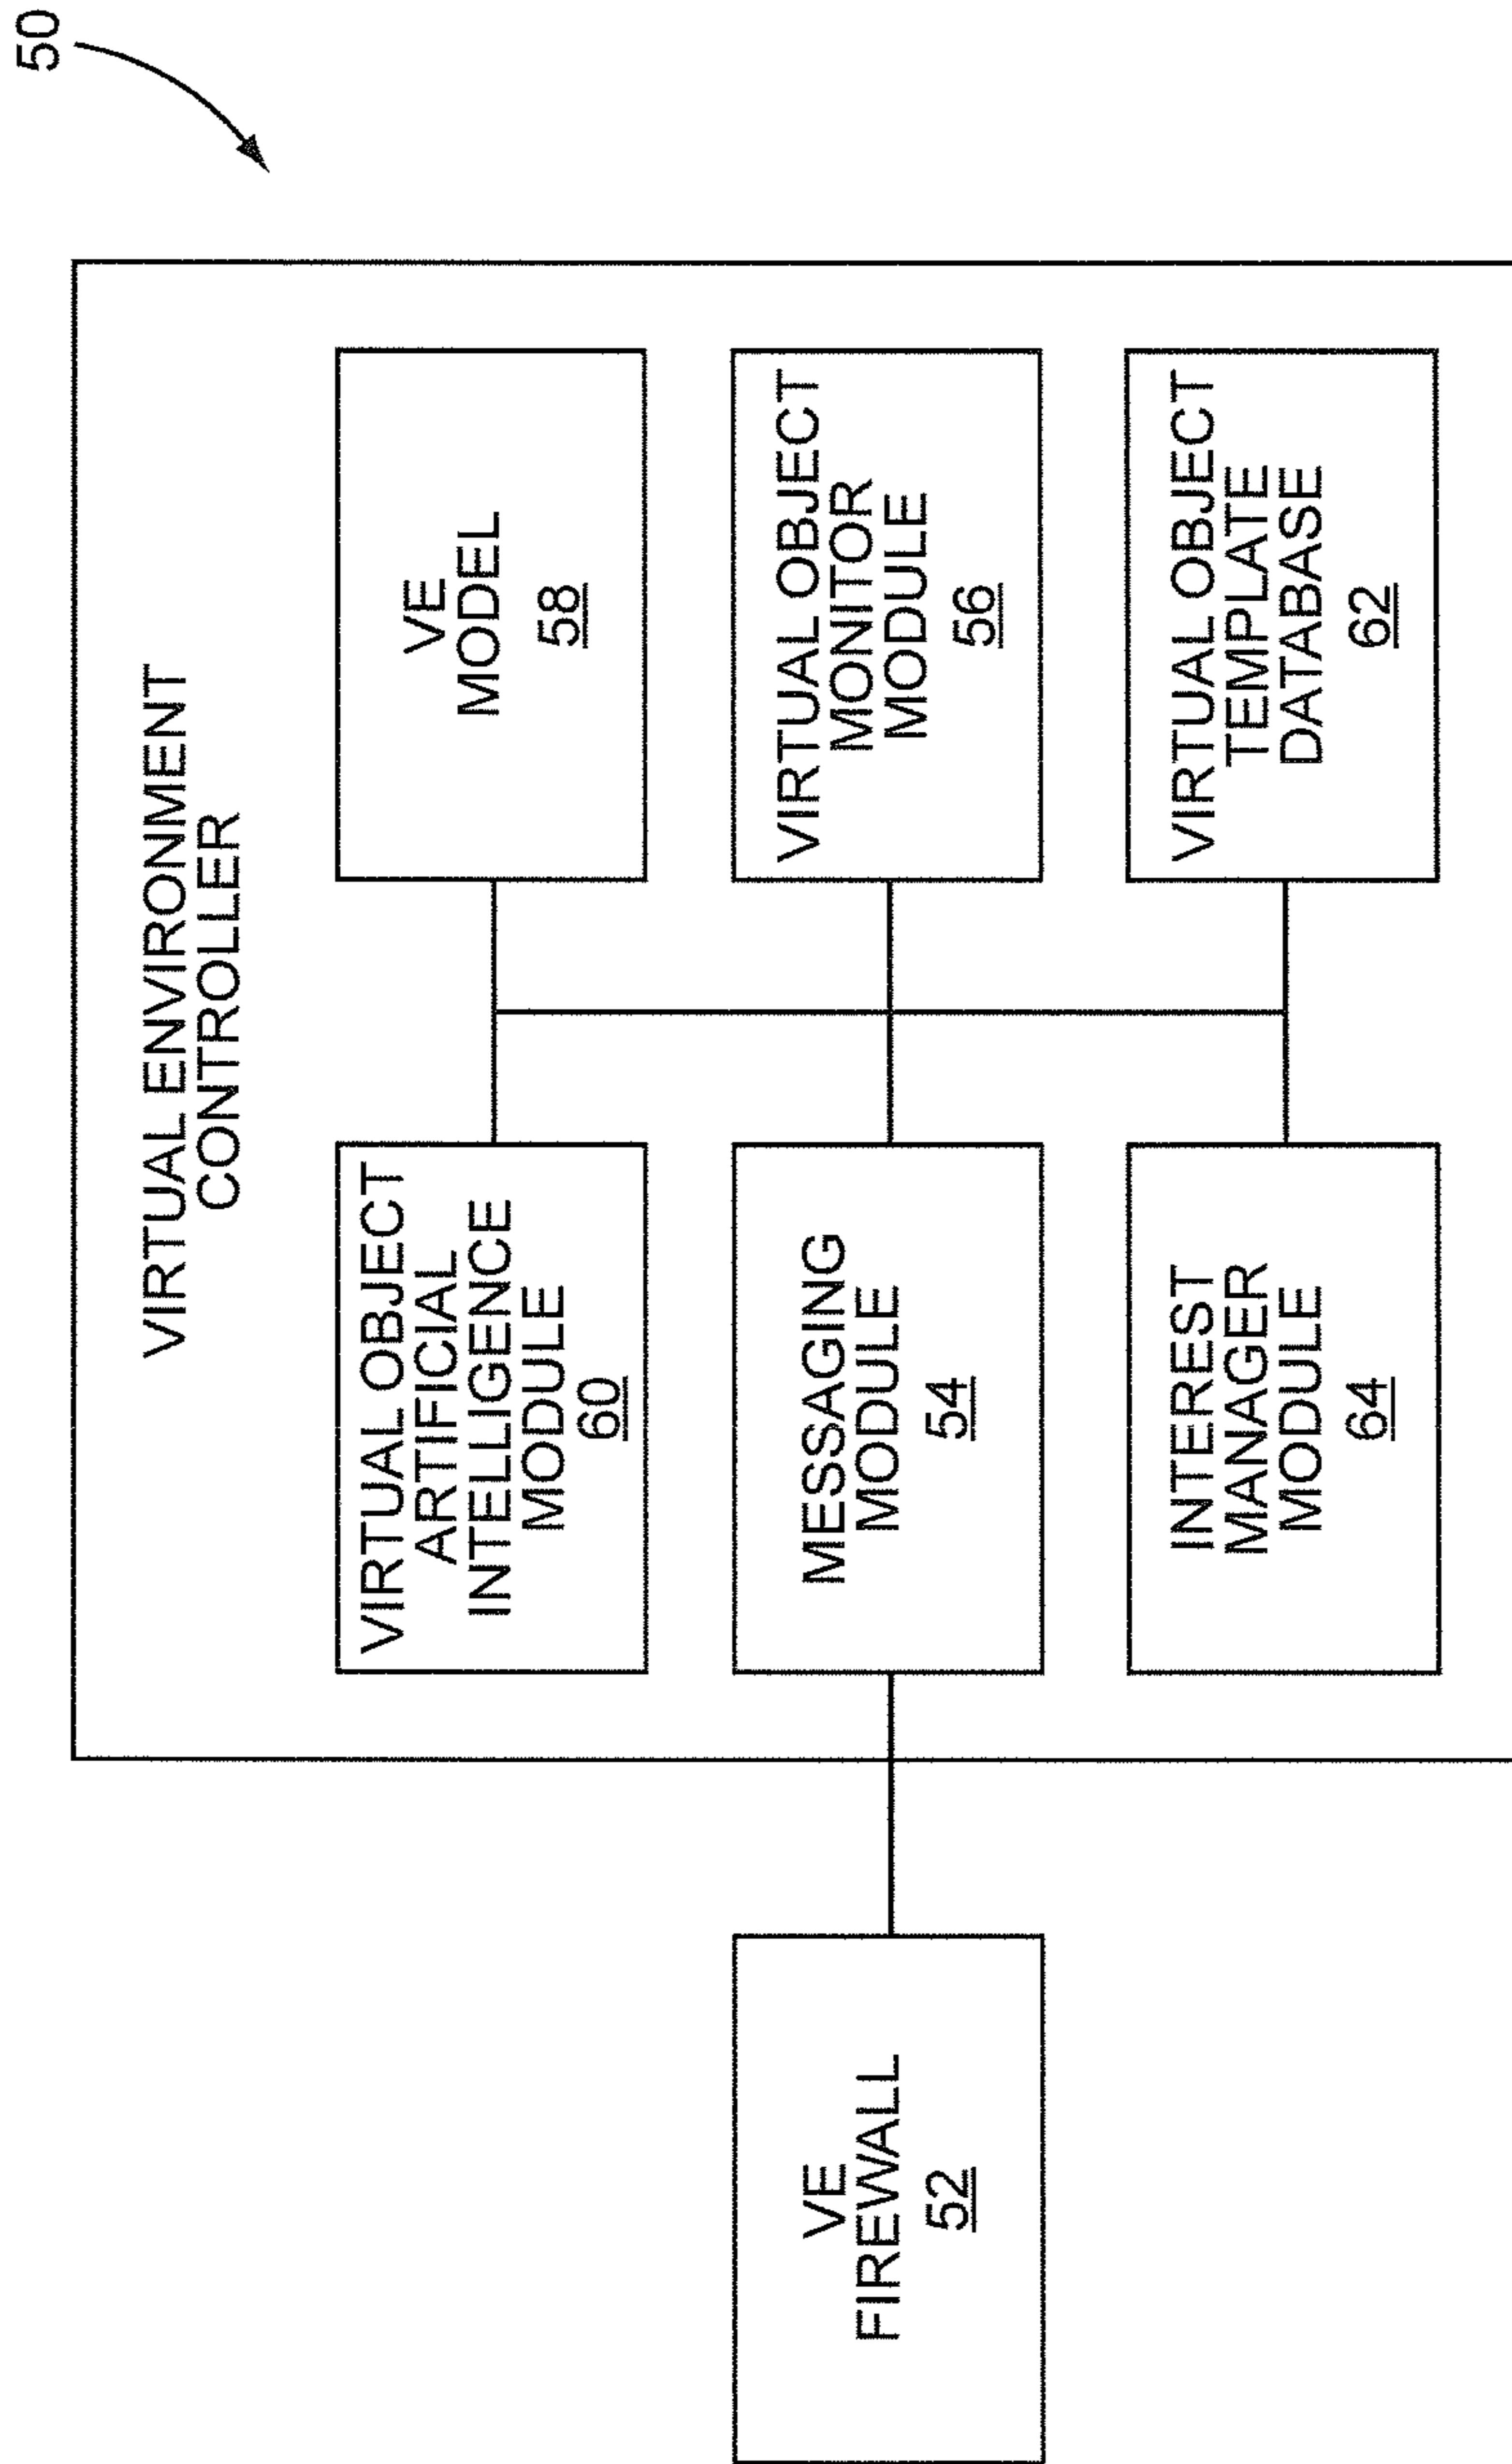 50
VIRTUAL ENVIRONMENT
CONTROLLER
VIRTUAL OBJECT
ARTIFICIAL
INTELLIGENCE
MODULE
60
VE
MODEL
58
VE
FIREWALL
52
MESSAGING
MODULE
54
VIRTUAL OBJECT
MONITOR
MODULE
56
INTEREST
MANAGER
MODULE
64
VIRTUAL OBJECT
TEMPLATE
DATABASE
62